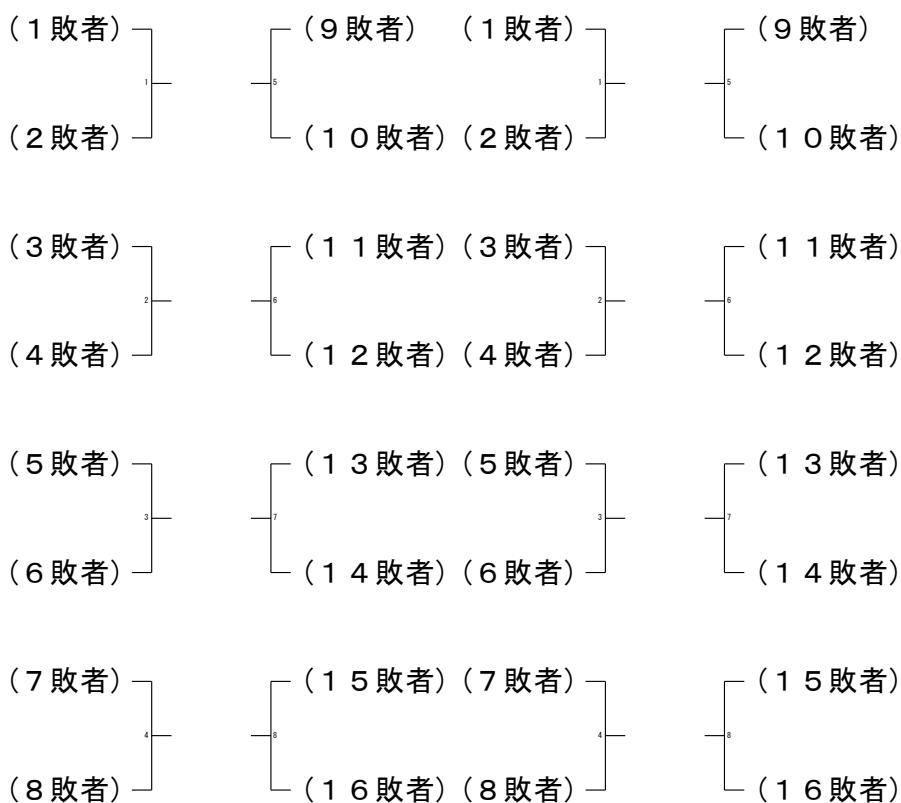 （１敗者） （９敗者） （１敗者） （９敗者）
1 5 1 5
（２敗者） （１０敗者） （２敗者） （１０敗者）
（３敗者） （１１敗者） （３敗者） （１１敗者）
2 6 2 6
（４敗者） （１２敗者） （４敗者） （１２敗者）
（５敗者） （１３敗者） （５敗者） （１３敗者）
3 7 3 7
（６敗者） （１４敗者） （６敗者） （１４敗者）
（７敗者） （１５敗者） （７敗者） （１５敗者）
4 8 4 8
（８敗者） （１６敗者） （８敗者） （１６敗者）